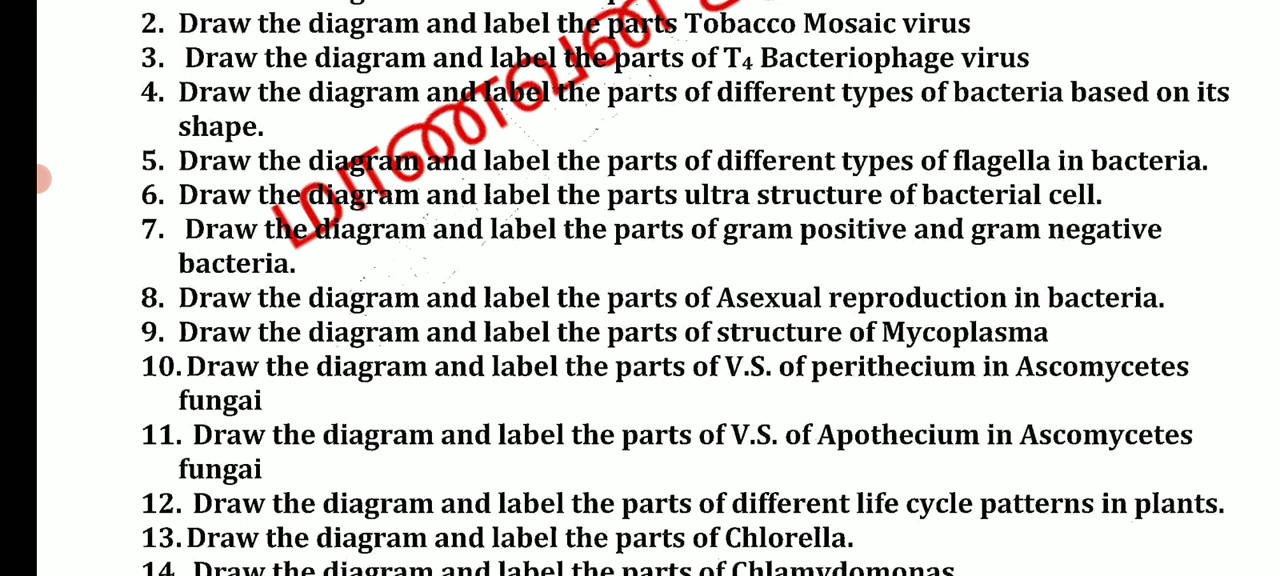 2. Draw the diagram and label the parts Tobacco Mosaic virus
3. Draw the diagram and label the parts of T₄ Bacteriophage virus
4. Draw the diagram and label the parts of different types of bacteria based on its
shape.
5. Draw the diagram and label the parts of different types of flagella in bacteria.
6. Draw the diagram and label the parts ultra structure of bacterial cell.
7. Draw the diagram and label the parts of gram positive and gram negative
bacteria.
8. Draw the diagram and label the parts of Asexual reproduction in bacteria.
9. Draw the diagram and label the parts of structure of Mycoplasma
10. Draw the diagram and label the parts of V.S. of perithecium in Ascomycetes
fungai
11. Draw the diagram and label the parts of V.S. of Apothecium in Ascomycetes
fungai
12. Draw the diagram and label the parts of different life cycle patterns in plants.
13. Draw the diagram and label the parts of Chlorella.
14. Draw the diagram and label the parts of Chlamydomonas